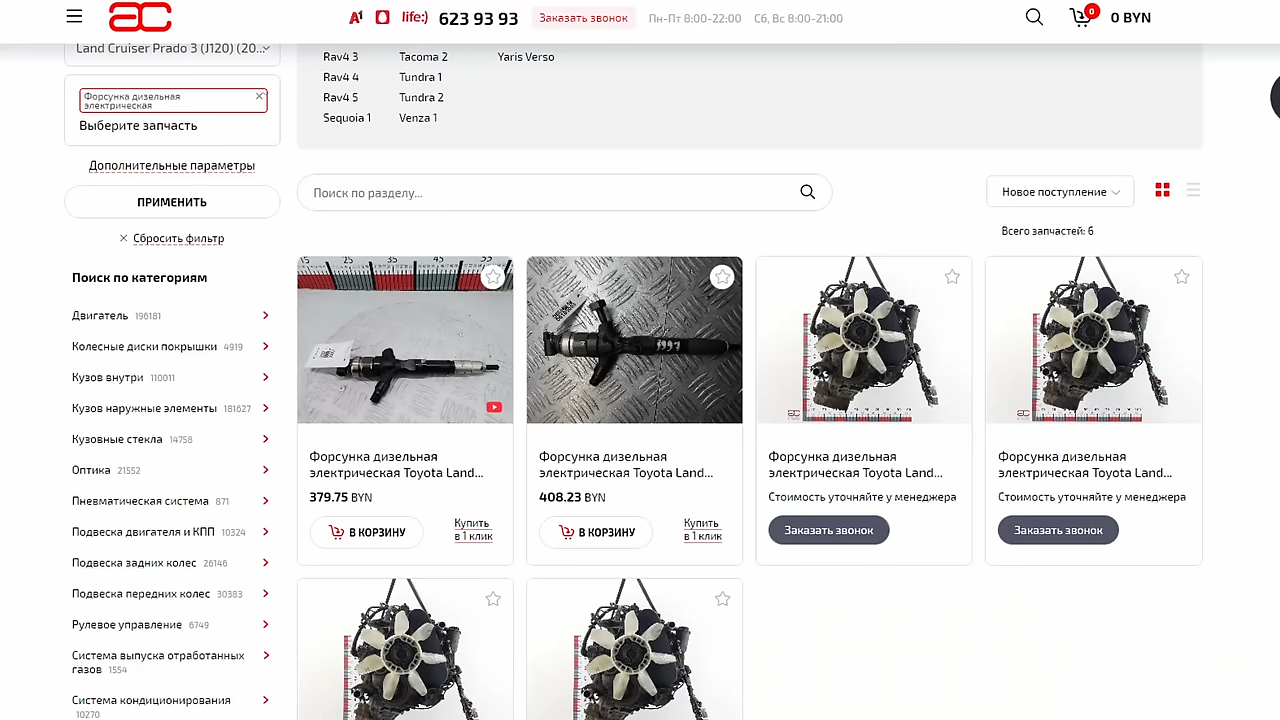 ac
A1 life:) 623 93 93 Заказать звонок Пн-Пт 8:00-22:00 Сб, Вс 8:00-21:00 0 0 BYN
Land Cruiser Prado 3 (J120) (20...
Форсунка дизельная
электрическая
Выберите запчасть
Дополнительные параметры
ПРИМЕНИТЬ
Сбросить фильтр
Поиск по категориям
Двигатель 196181
Колесные диски покрышки 4919
Кузов внутри 110011
Кузов наружные элементы 181627
Кузовные стекла 14758
Оптика 21552
Пневматическая система 871
Подвеска двигателя и КПП 10324
Подвеска задних колес 26146
Подвеска передних колес 30383
Рулевое управление 6749
Система выпуска отработанных
газов 1554
Система кондиционирования
10270
Rav4 3 Tacoma 2 Yaris Verso
Rav4 4 Tundra 1
Rav4 5 Tundra 2
Sequoia 1 Venza 1
Поиск по разделу...
Новое поступление
Всего запчастей: 6
Форсунка дизельная
электрическая Toyota Land...
379.75 BYN
В КОРЗИНУ
Купить
в 1 клик
Форсунка дизельная
электрическая Toyota Land...
408.23 BYN
В КОРЗИНУ
Купить
в 1 клик
Форсунка дизельная
электрическая Toyota Land...
Стоимость уточняйте у менеджера
Заказать звонок
Форсунка дизельная
электрическая Toyota Land...
Стоимость уточняйте у менеджера
Заказать звонок